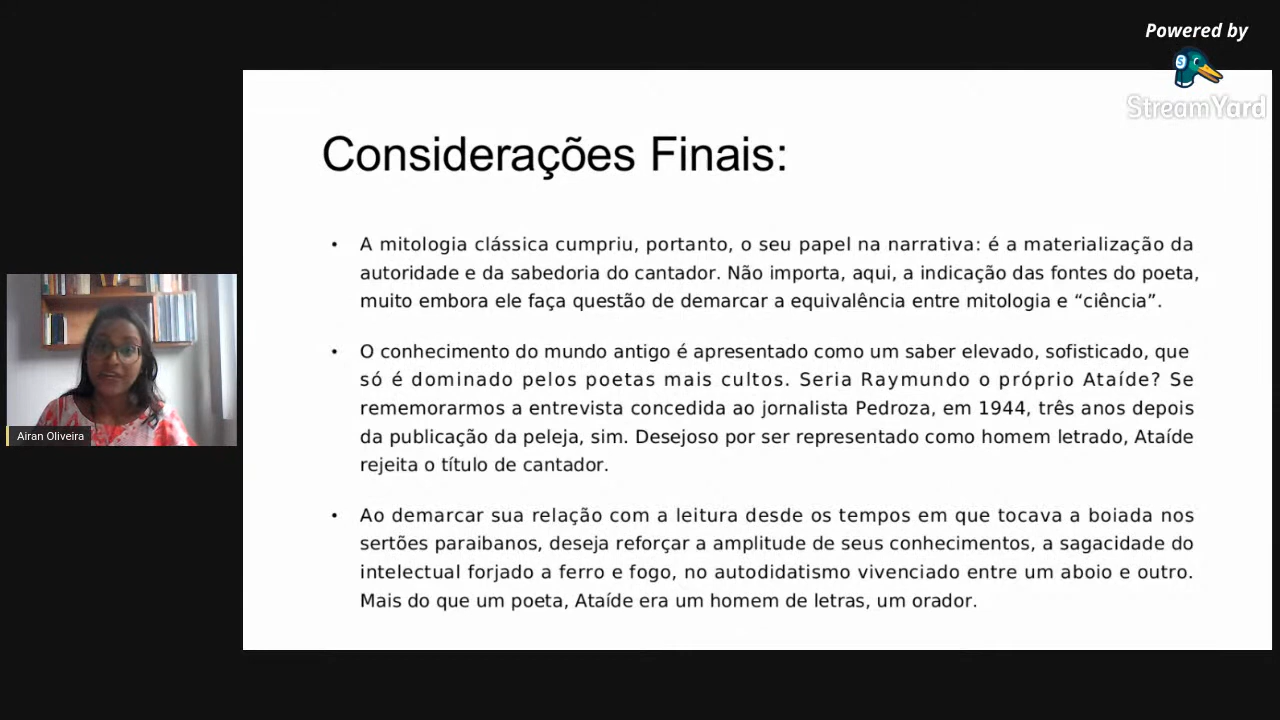 Powered by
StreamYard
Considerações Finais:
• A mitologia clássica cumpriu, portanto, o seu papel na narrativa: é a materialização da
autoridade e da sabedoria do cantador. Não importa, aqui, a indicação das fontes do poeta,
muito embora ele faça questão de demarcar a equivalência entre mitologia e “ciência”.
• O conhecimento do mundo antigo é apresentado como um saber elevado, sofisticado, que
só é dominado pelos poetas mais cultos. Seria Raymundo o próprio Ataíde? Se
rememorarmos a entrevista concedida ao jornalista Pedroza, em 1944, três anos depois
da publicação da peleja, sim. Desejoso por ser representado como homem letrado, Ataíde
rejeita o título de cantador.
• Ao demarcar sua relação com a leitura desde os tempos em que tocava a boiada nos
sertões paraibanos, deseja reforçar a amplitude de seus conhecimentos, a sagacidade do
intelectual forjado a ferro e fogo, no autodidatismo vivenciado entre um aboio e outro.
Mais do que um poeta, Ataíde era um homem de letras, um orador.
Airan Oliveira